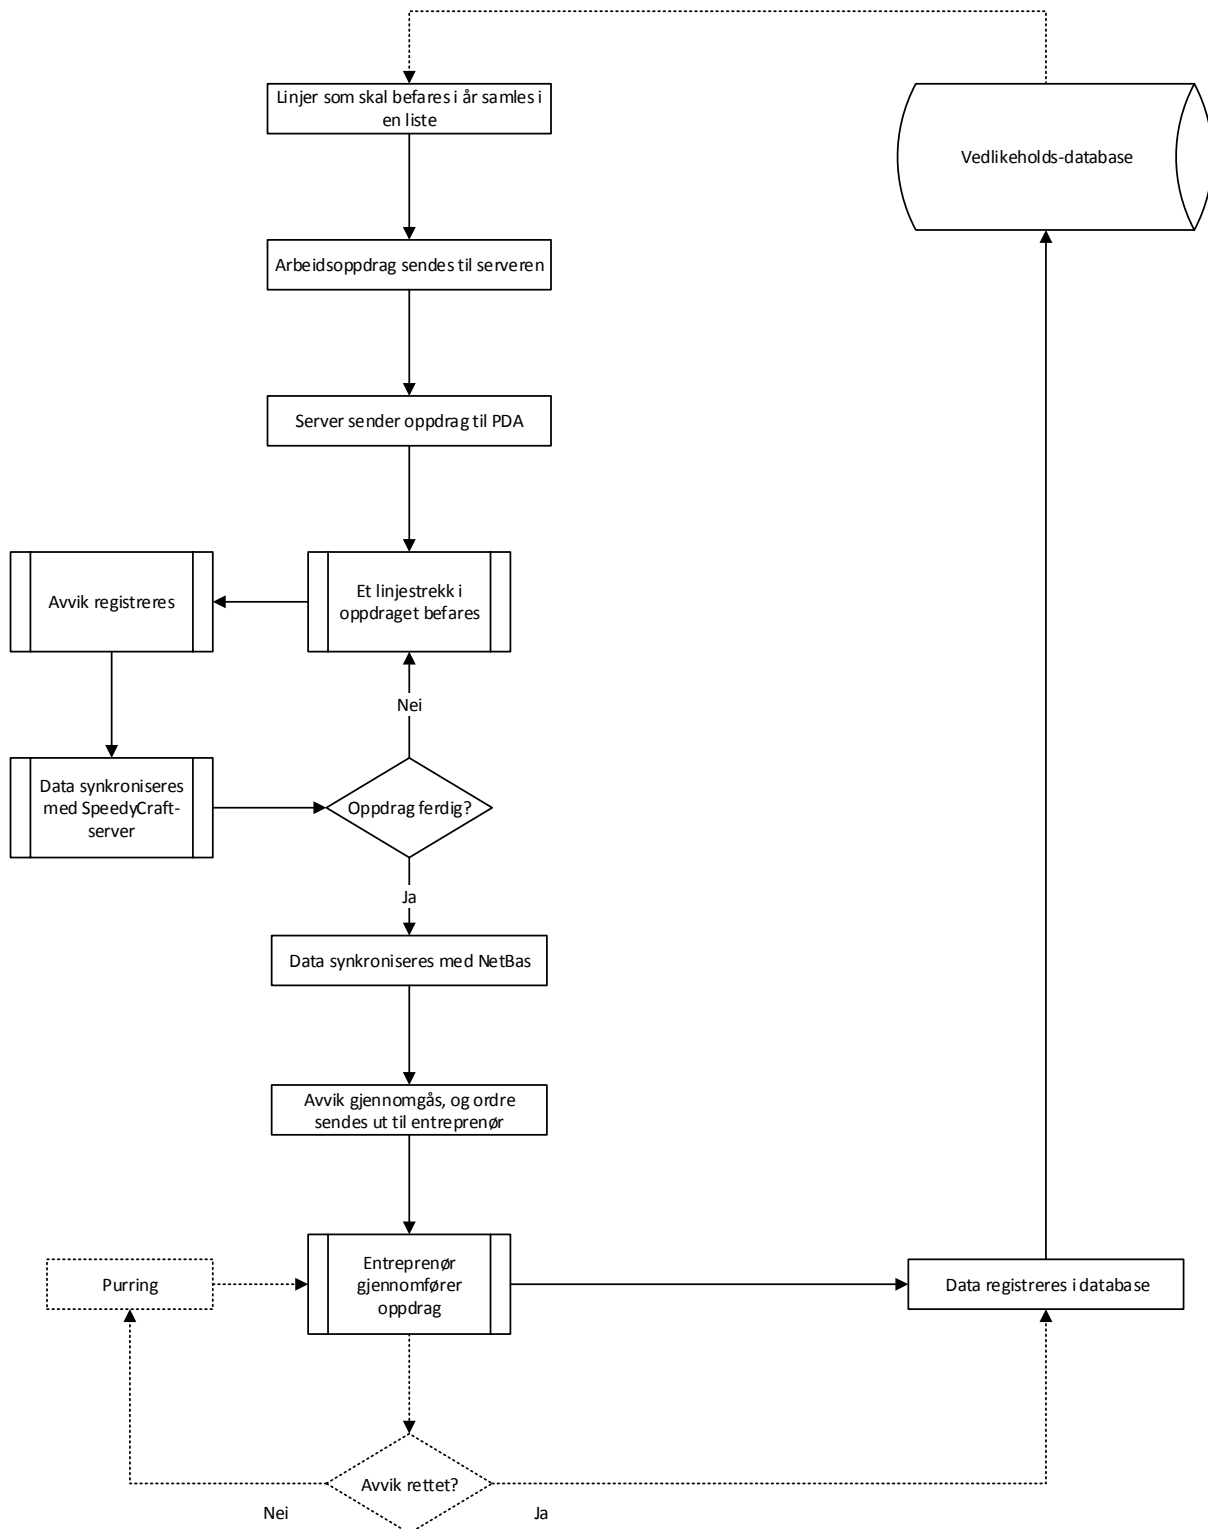 Linjer som skal befares i år samles i
en liste
Vedlikeholds-database
Arbeidsoppdrag sendes til serveren
Server sender oppdrag til PDA
Avvik registreres
Et linjestrekk i
oppdraget befares
Nei
Data synkroniseres
med SpeedyCraft-
server
Oppdrag ferdig?
Ja
Data synkroniseres med NetBas
Avvik gjennomgås, og ordre
sendes ut til entreprenør
Purring
Entreprenør
gjennomfører
oppdrag
Data registreres i database
Avvik rettet?
Nei
Ja